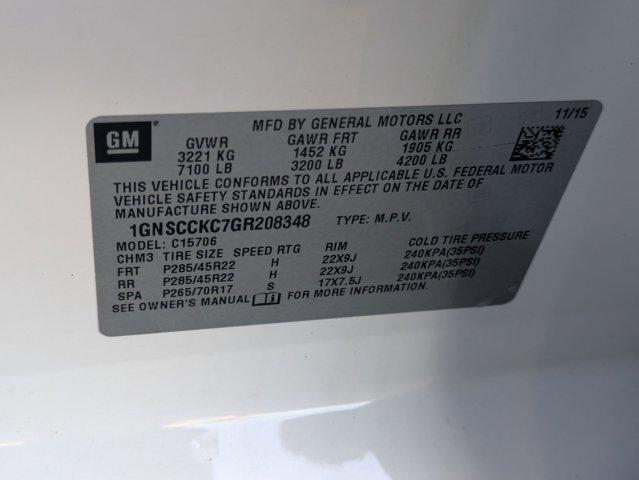 GM®
MFD BY GENERAL MOTORS LLC 11/15
GVWR GAWR FRT GAWR RR
3221 KG 1452 KG 1905 KG
7100 LB 3200 LB 4200 LB
THIS VEHICLE CONFORMS TO ALL APPLICABLE U.S. FEDERAL MOTOR
VEHICLE SAFETY STANDARDS IN EFFECT ON THE DATE OF
MANUFACTURE SHOWN ABOVE.
1GNSCCKC7GR208348 TYPE: M.P.V.
MODEL: C15706
CHM3 TIRE SIZE SPEED RTG RIM COLD TIRE PRESSURE
FRT P285/45R22 H 22X9J 240KPA(35PSI)
RR P285/45R22 H 22X9J 240KPA(35PSI)
SPA P265/70R17 S 17X7.5J 240KPA(35PSI)
SEE OWNER'S MANUAL FOR MORE INFORMATION.